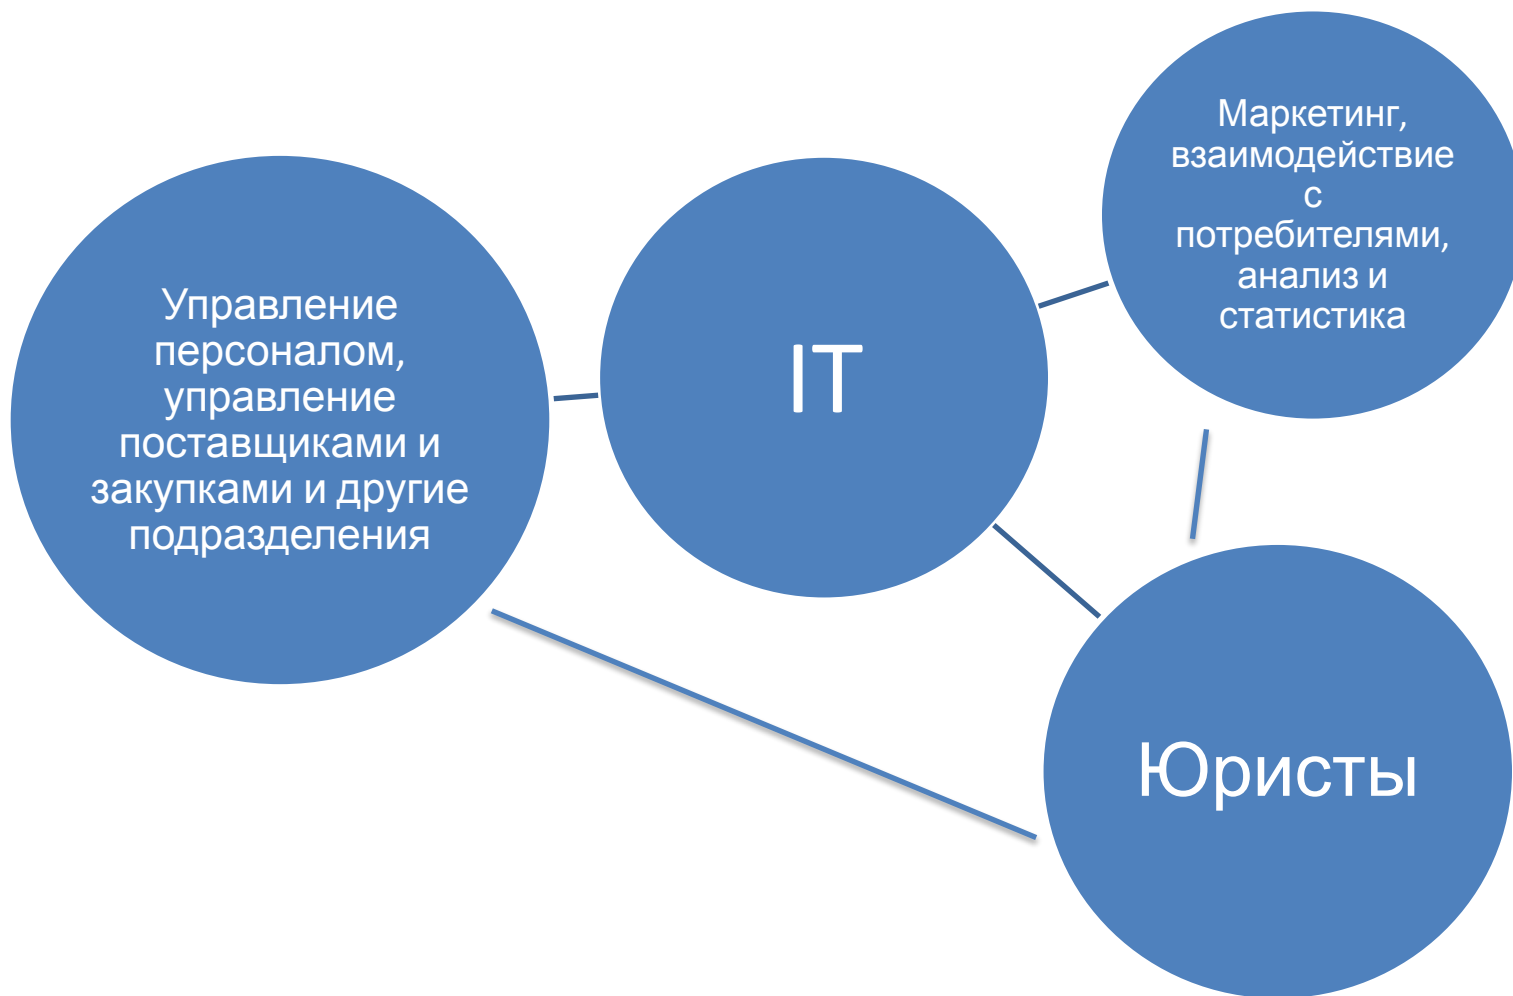 Управление
персоналом,
управление
поставщиками и
закупками и другие
подразделения
IT
Маркетинг,
взаимодействие
с
потребителями,
анализ и
статистика
Юристы